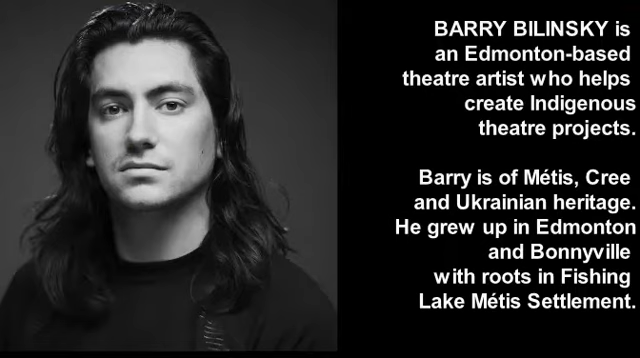 BARRY BILINSKY is
an Edmonton-based
theatre artist who helps
create Indigenous
theatre projects.
Barry is of Métis, Cree
and Ukrainian heritage.
He grew up in Edmonton
and Bonnyville
with roots in Fishing
Lake Métis Settlement.